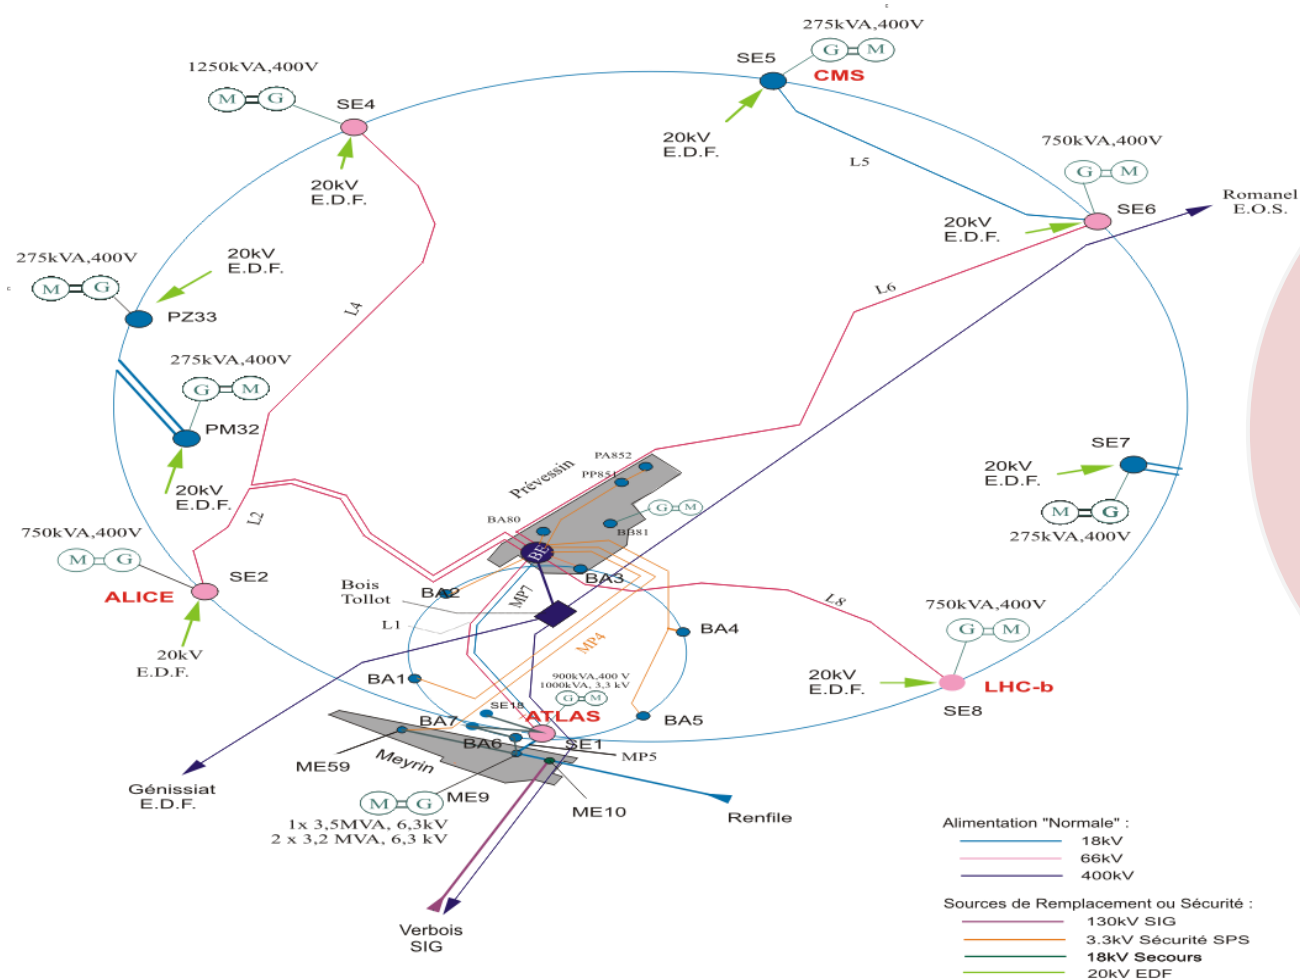 c
275kVA,400V
G M
SE5
CMS
1250kVA,400V
M G
SE4
20kV
E.D.F.
L5
750kVA,400V
G M
20kV
E.D.F.
20kV
E.D.F.
SE6
Romanel
E.O.S.
20kV
E.D.F.
275kVA,400V
c
M G
PZ33
L4
L6
275kVA,400V
G M
PM32
SE7
PA852
PP851
Prévessin
20kV
E.D.F.
20kV
E.D.F.
G M
BA80
BB81
M G
275kVA,400V
L2
750kVA,400V
M G
BE
SE2
BA3
Bois
Tollot
BA2
MP7
ALICE
L8
750kVA,400V
G M
L1
BA4
MP4
20kV
E.D.F.
BA1
900kVA,400 V
1000kVA, 3,3 kV
G M
20kV
E.D.F.
LHC-b
SE8
SE18
ATLAS
BA7
BA5
BA6
SE1
MP5
ME59
Meyrin
Génissiat
E.D.F.
ME9
M G
ME10
Renfile
1x 3,5MVA, 6,3kV
2 x 3,2 MVA, 6,3 kV
Verbois
SIG
Alimentation "Normale" :
18kV
66kV
400kV
Sources de Remplacement ou Sécurité :
130kV SIG
3.3kV Sécurité SPS
18kV Secours
20kV EDF